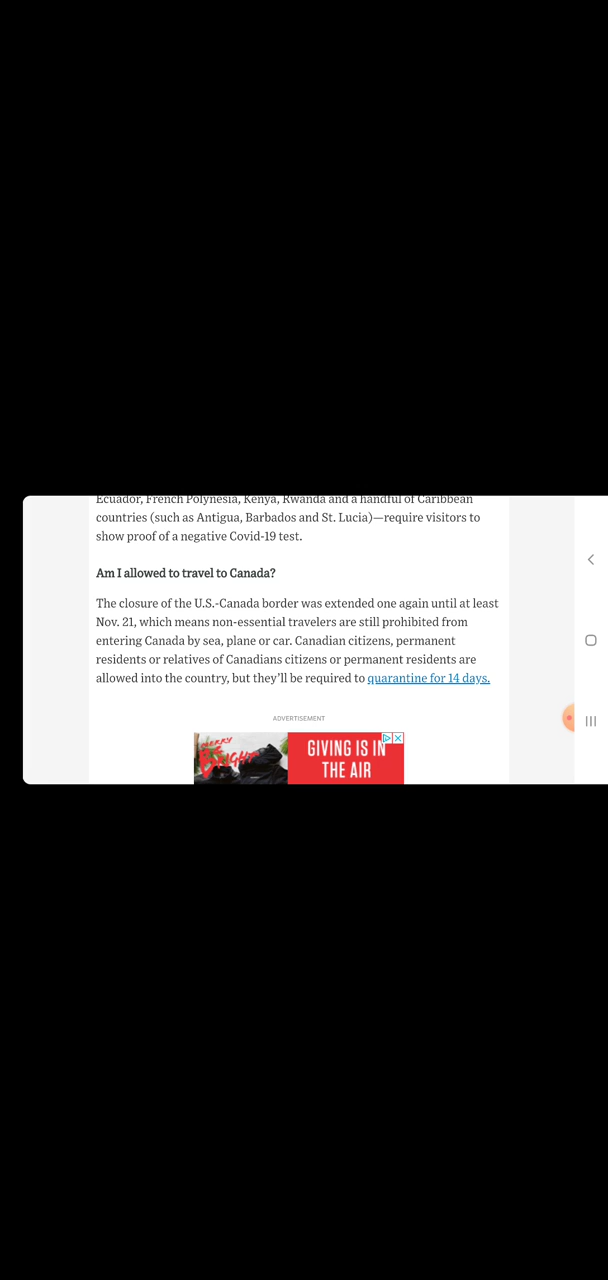 Ecuador, French Polynesia, Kenya, Rwanda and a handful of Caribbean
countries (such as Antigua, Barbados and St. Lucia)—require visitors to
show proof of a negative Covid-19 test.
Am I allowed to travel to Canada?
The closure of the U.S.-Canada border was extended one again until at least
Nov. 21, which means non-essential travelers are still prohibited from
entering Canada by sea, plane or car. Canadian citizens, permanent
residents or relatives of Canadians citizens or permanent residents are
allowed into the country, but they’ll be required to quarantine for 14 days.
ADVERTISEMENT
MERRY
BRIGHT
GIVING IS IN
THE AIR